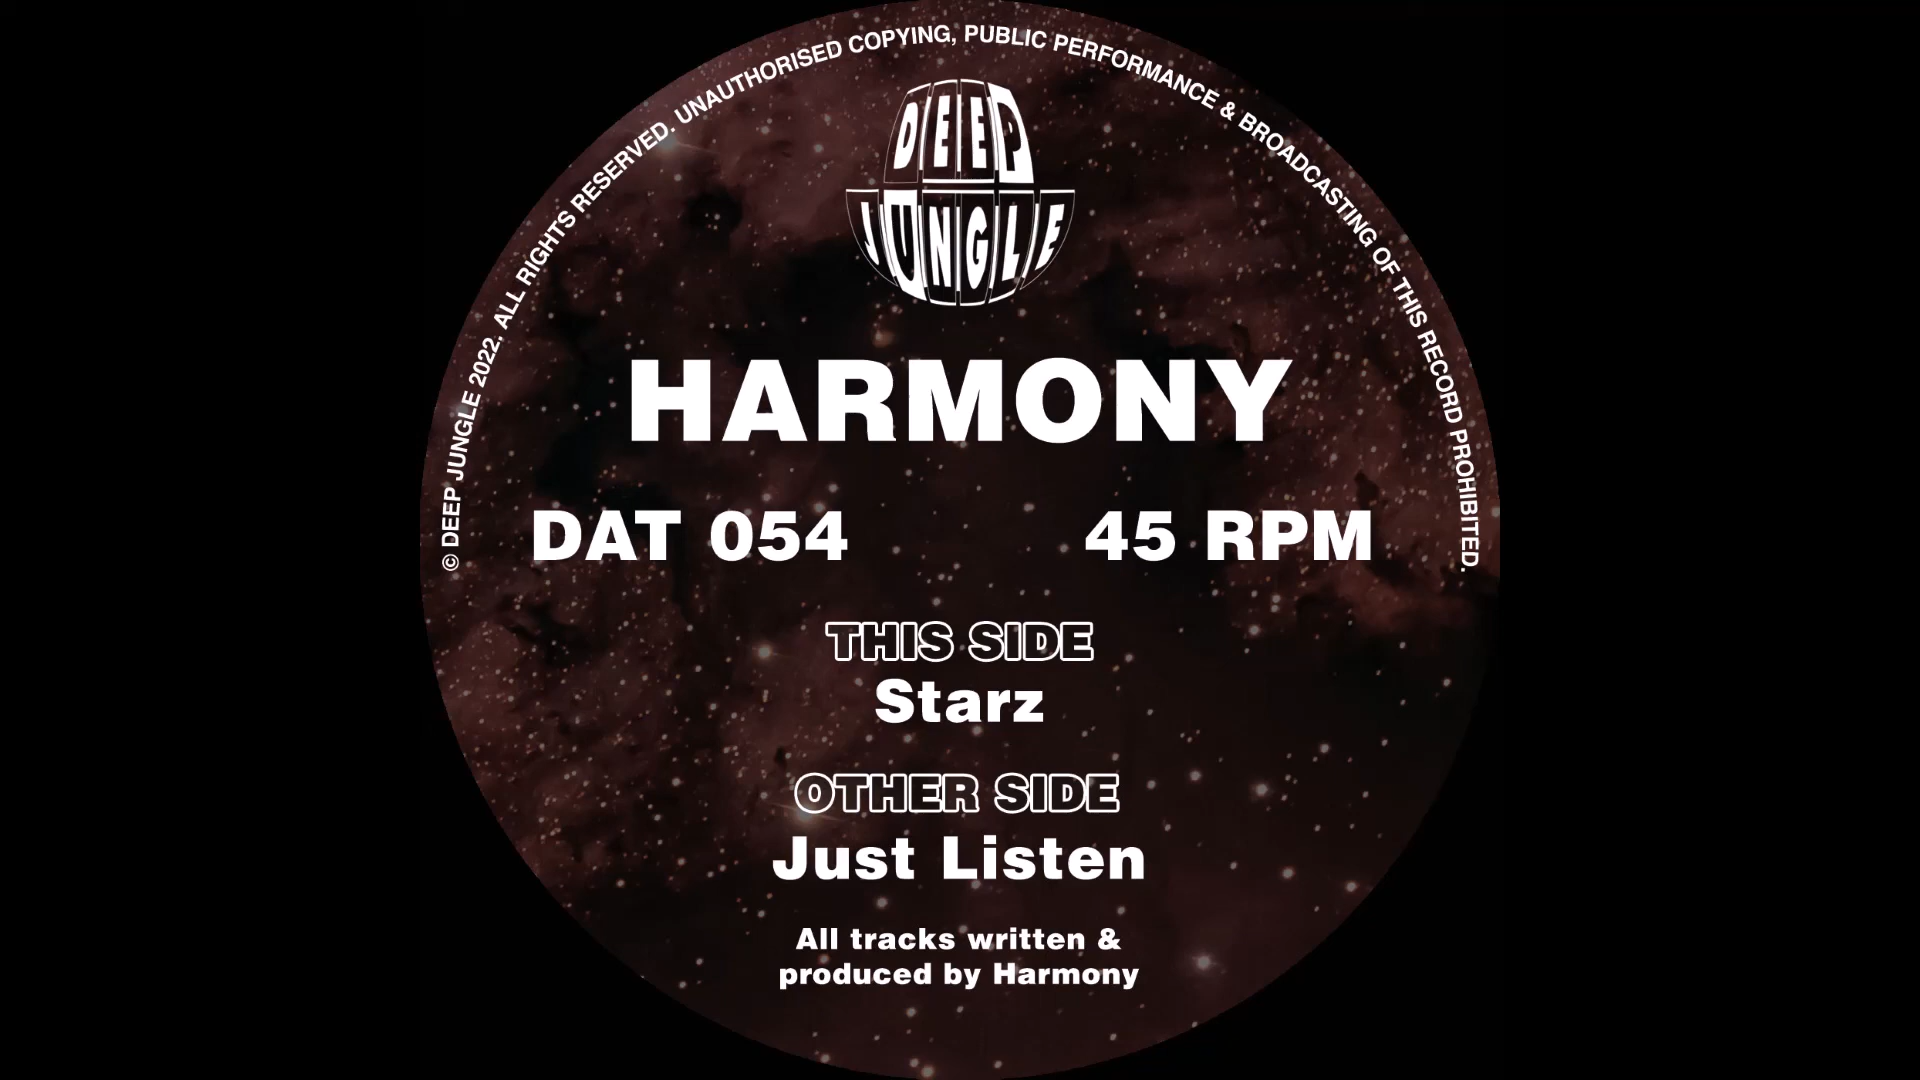 © DEEP JUNGLE 2022. ALL RIGHTS RESERVED. UNAUTHORISED COPYING, PUBLIC PERFORMANCE & BROADCASTING OF THIS RECORD PROHIBITED.
DEEP
JUNGLE
HARMONY
DAT 054 45 RPM
THIS SIDE
Starz
OTHER SIDE
Just Listen
All tracks written &
produced by Harmony